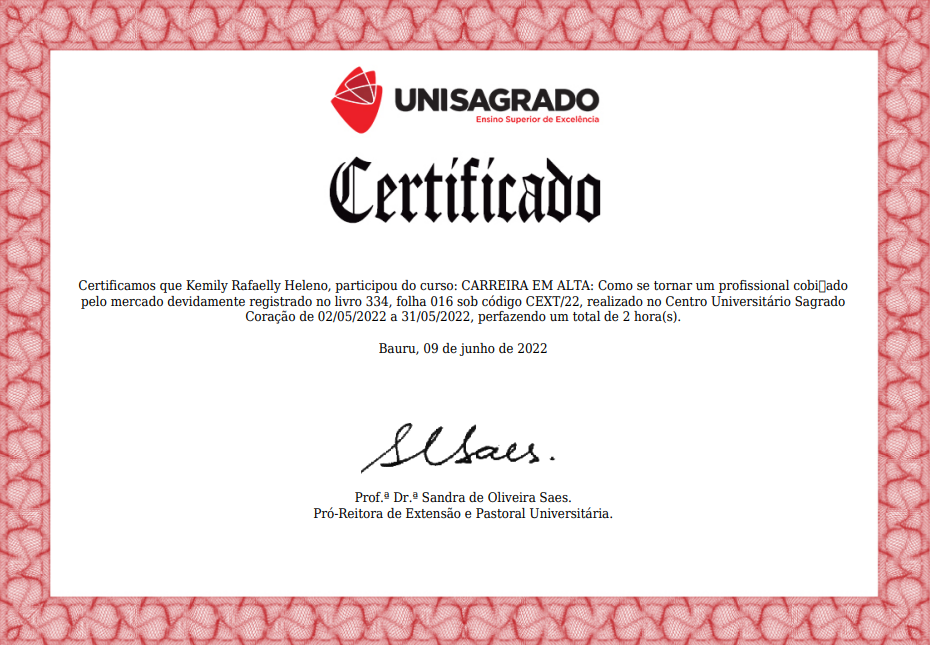 UNISAGRADO
Ensino Superior de Excelência
Certificado
Certificamos que Kemily Rafaelly Heleno, participou do curso: CARREIRA EM ALTA: Como se tornar um profissional cobi▯ado
pelo mercado devidamente registrado no livro 334, folha 016 sob código CEXT/22, realizado no Centro Universitário Sagrado
Coração de 02/05/2022 a 31/05/2022, perfazendo um total de 2 hora(s).
Bauru, 09 de junho de 2022
SOSaes.
Prof.ª Dr.ª Sandra de Oliveira Saes.
Pró-Reitora de Extensão e Pastoral Universitária.